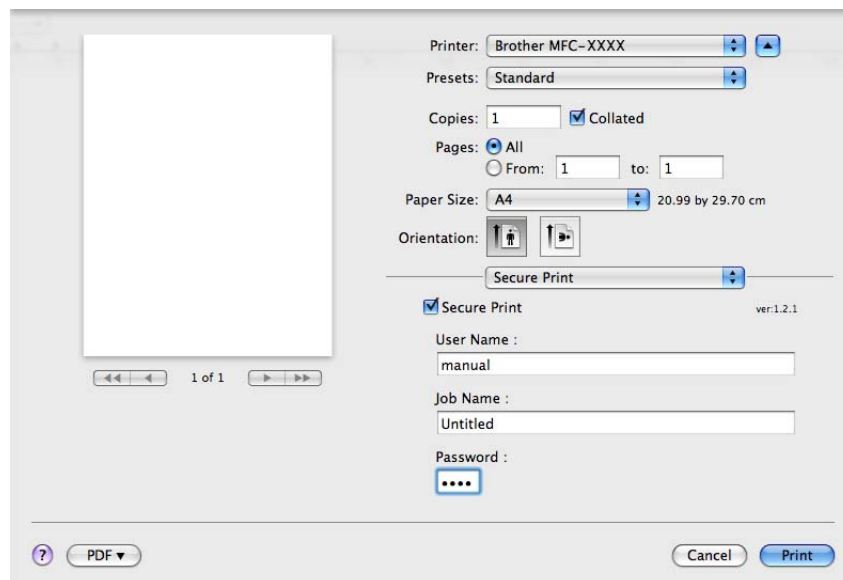 Printer: Brother MFC-XXXX
Presets: Standard
Copies: 1 Collated
Pages: All
From: 1 to: 1
Paper Size: A4 20.99 by 29.70 cm
Orientation:
Secure Print
Secure Print ver:1.2.1
User Name :
manual
Job Name :
Untitled
Password :
••••
1 of 1
? PDF ▼ Cancel Print